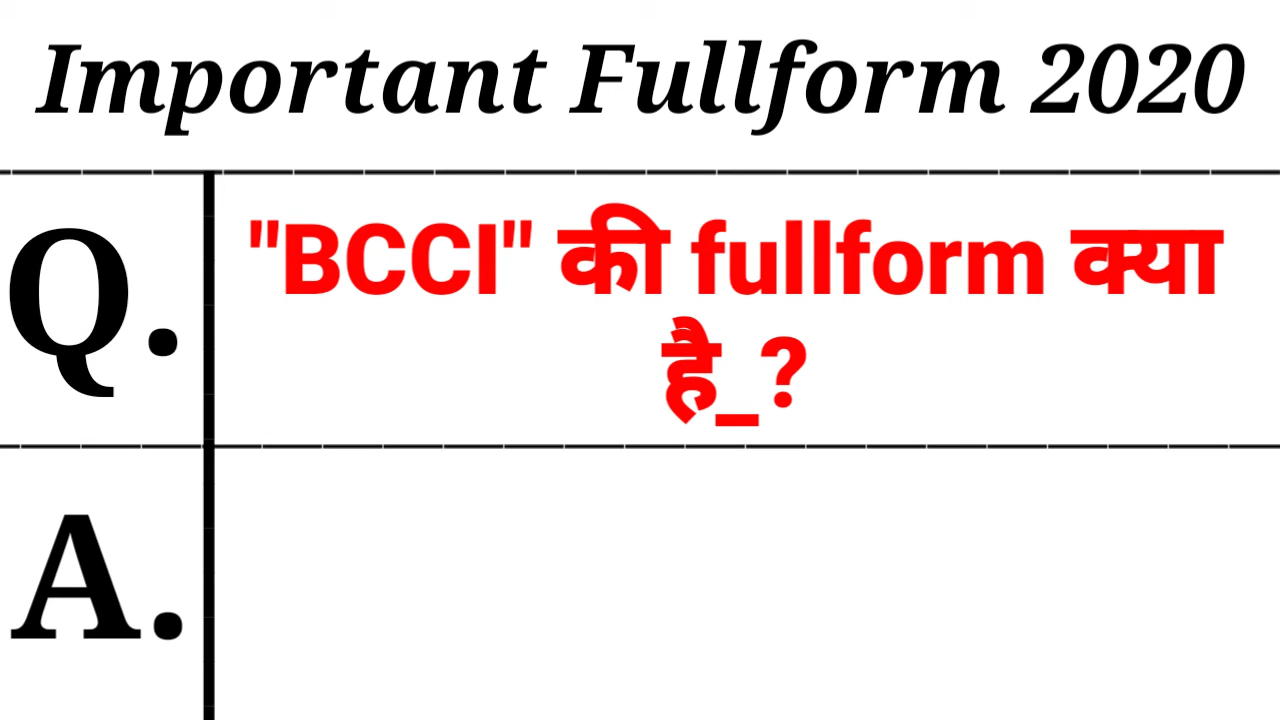 Important Fullform 2020
Q.
"BCCI" की fullform क्या
है_?
A.